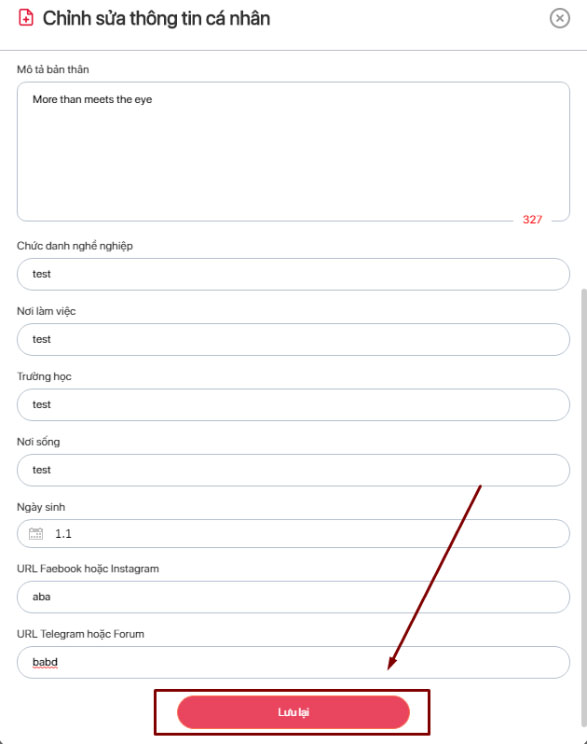 Chỉnh sửa thông tin cá nhân
Mô tả bản thân
More than meets the eye
327
Chức danh nghề nghiệp
test
Nơi làm việc
test
Trường học
test
Nơi sống
test
Ngày sinh
1.1
URL Faebook hoặc Instagram
aba
URL Telegram hoặc Forum
babd
Lưu lại